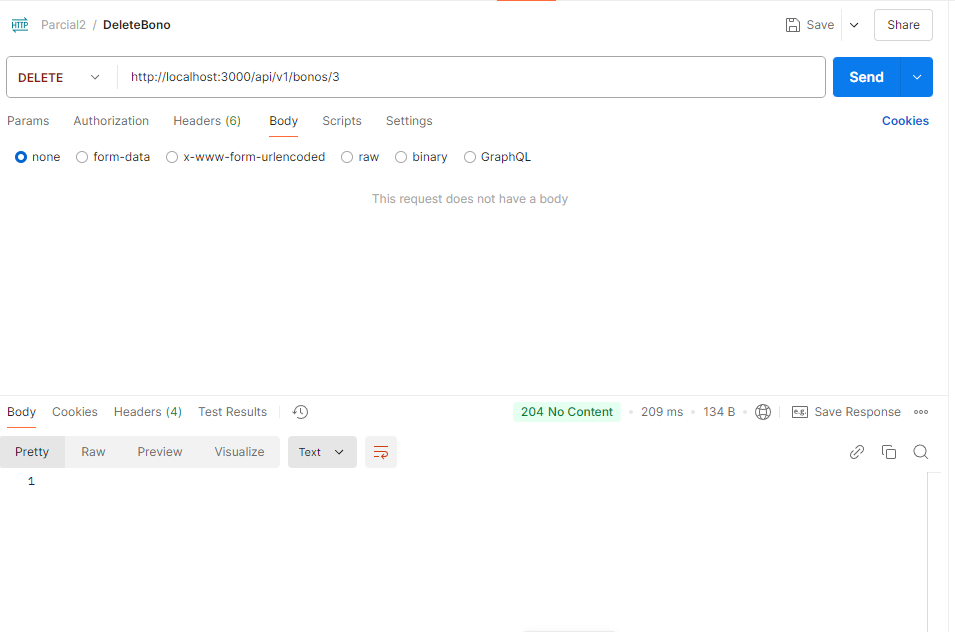 HTTP Parcial2 / DeleteBono Save Share
DELETE http://localhost:3000/api/v1/bonos/3 Send
Params Authorization Headers (6) Body Scripts Settings Cookies
none form-data x-www-form-urlencoded raw binary GraphQL
This request does not have a body
Body Cookies Headers (4) Test Results 204 No Content 209 ms 134 B e.g. Save Response
Pretty Raw Preview Visualize Text
1